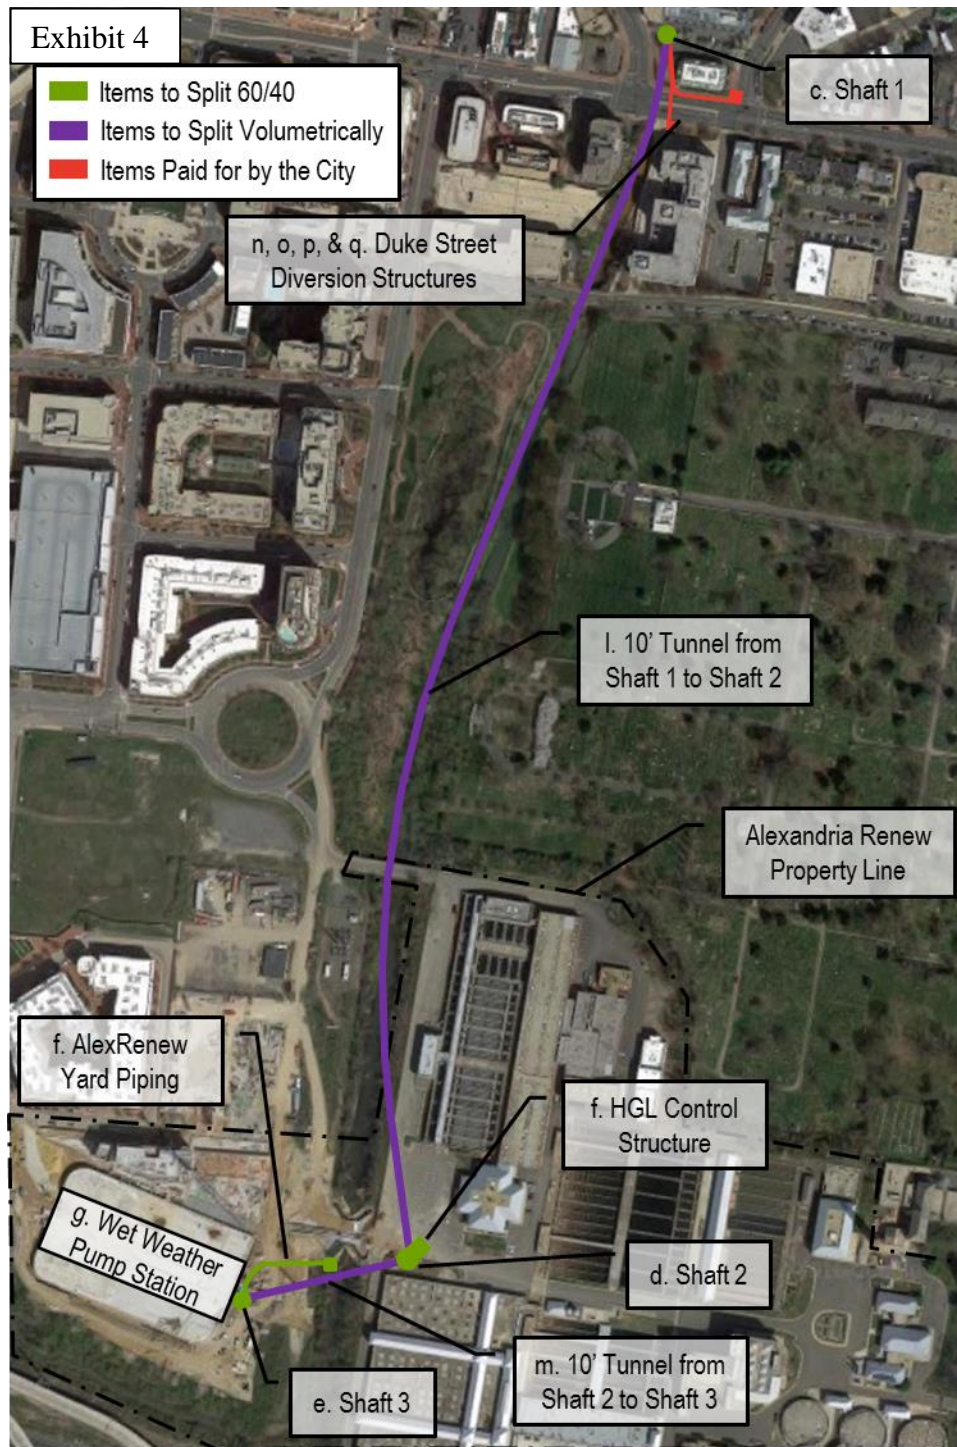 Exhibit 4
Items to Split 60/40
Items to Split Volumetrically
Items Paid for by the City
c. Shaft 1
n, o, p, & q. Duke Street
Diversion Structures
l. 10' Tunnel from
Shaft 1 to Shaft 2
Alexandria Renew
Property Line
f. AlexRenew
Yard Piping
f. HGL Control
Structure
g. Wet Weather
Pump Station
d. Shaft 2
e. Shaft 3
m. 10' Tunnel from
Shaft 2 to Shaft 3